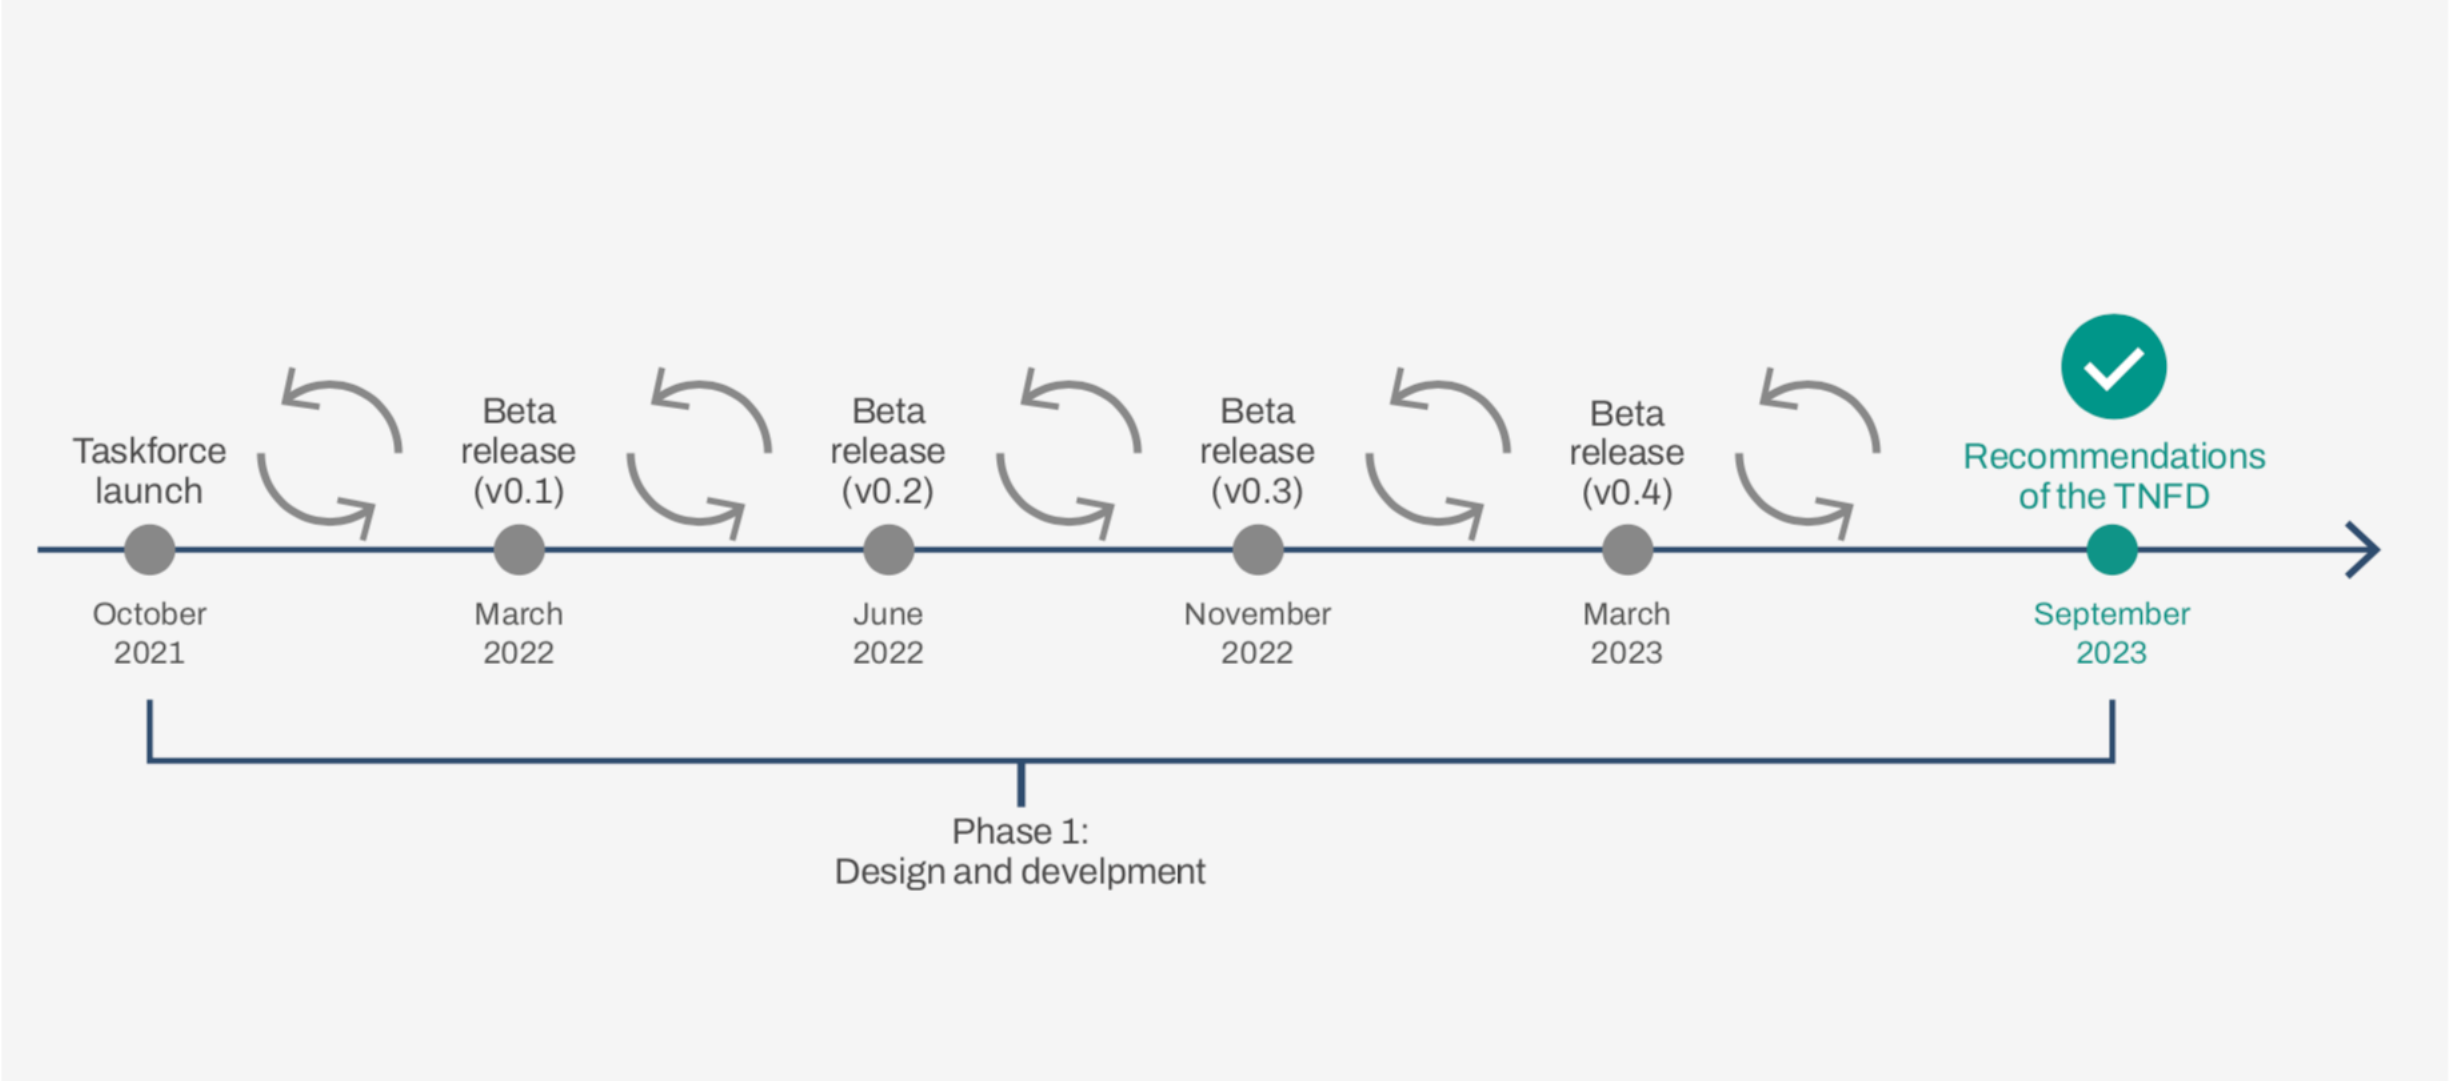 Taskforce
launch
Beta
release
(v0.1)
Beta
release
(v0.2)
Beta
release
(v0.3)
Beta
release
(v0.4)
Recommendations
of the TNFD
October
2021
March
2022
June
2022
November
2022
March
2023
September
2023
Phase 1:
Design and develpment